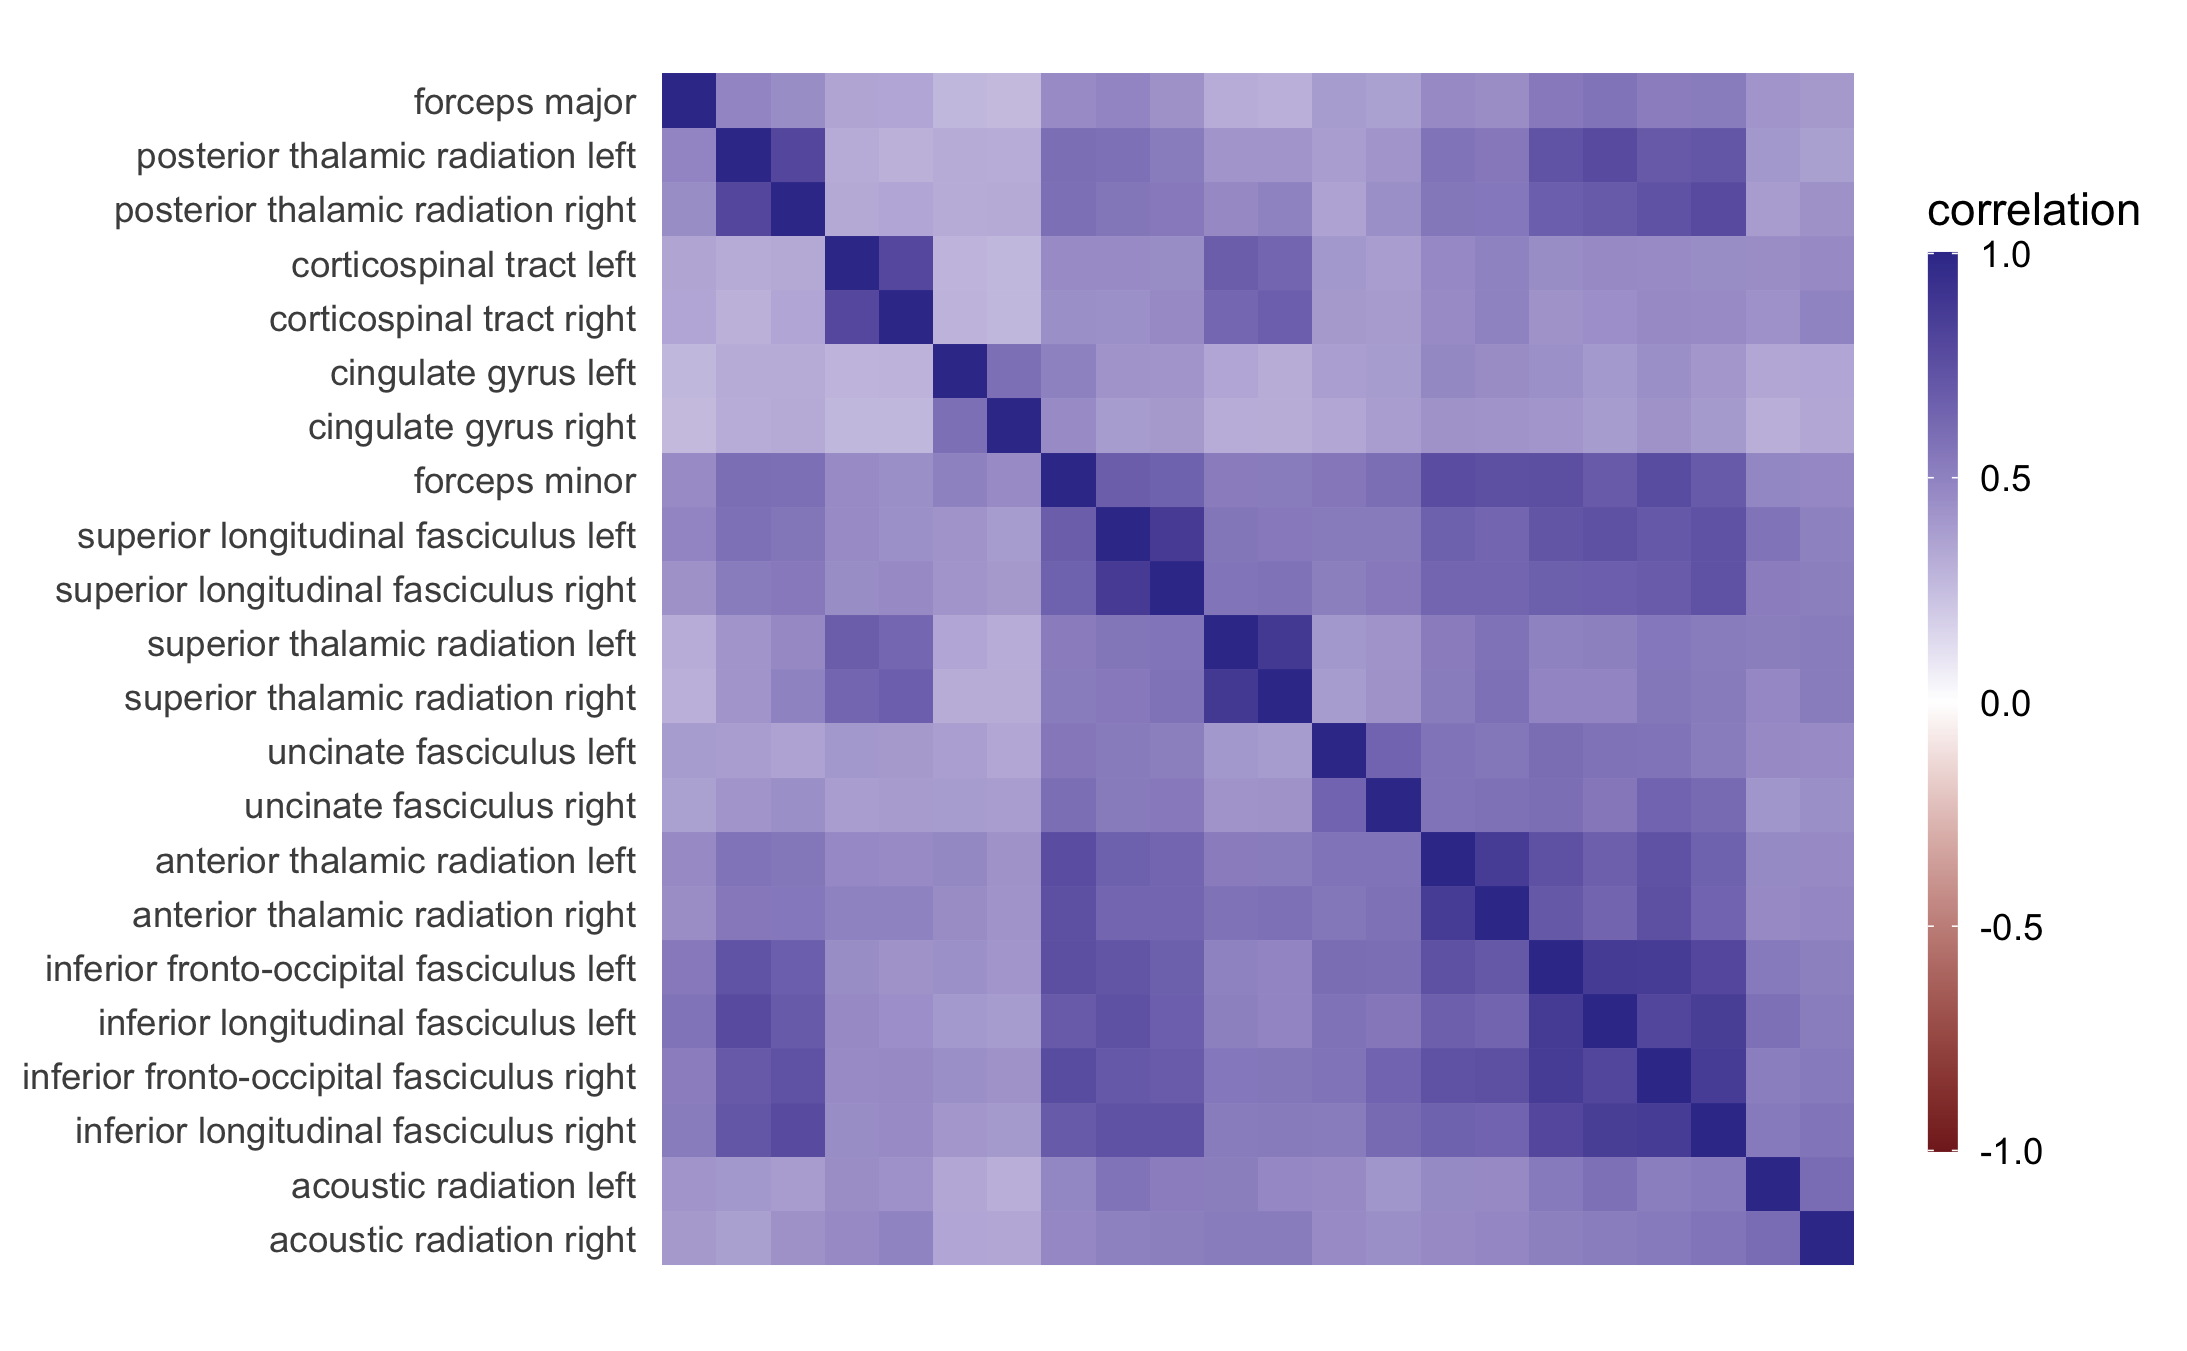 forceps major
posterior thalamic radiation left
posterior thalamic radiation right
corticospinal tract left
corticospinal tract right
cingulate gyrus left
cingulate gyrus right
forceps minor
superior longitudinal fasciculus left
superior longitudinal fasciculus right
superior thalamic radiation left
superior thalamic radiation right
uncinate fasciculus left
uncinate fasciculus right
anterior thalamic radiation left
anterior thalamic radiation right
inferior fronto-occipital fasciculus left
inferior longitudinal fasciculus left
inferior fronto-occipital fasciculus right
inferior longitudinal fasciculus right
acoustic radiation left
acoustic radiation right
correlation
1.0
0.5
0.0
-0.5
-1.0